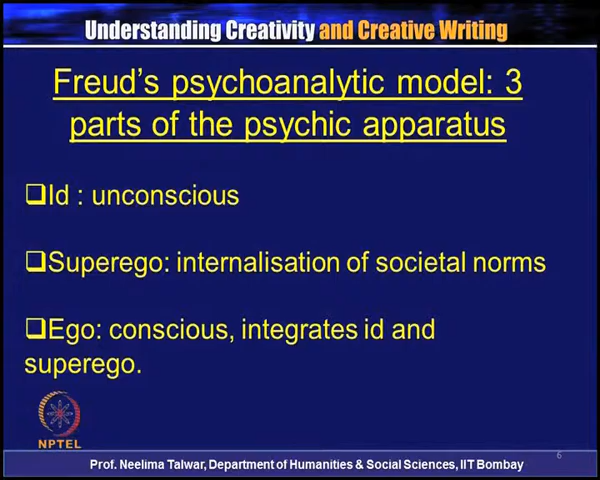 Understanding Creativity and Creative Writing
Freud's psychoanalytic model: 3
parts of the psychic apparatus
Id : unconscious
Superego: internalisation of societal norms
Ego: conscious, integrates id and
superego.
NPTEL
6
Prof. Neelima Talwar, Department of Humanities & Social Sciences, IIT Bombay